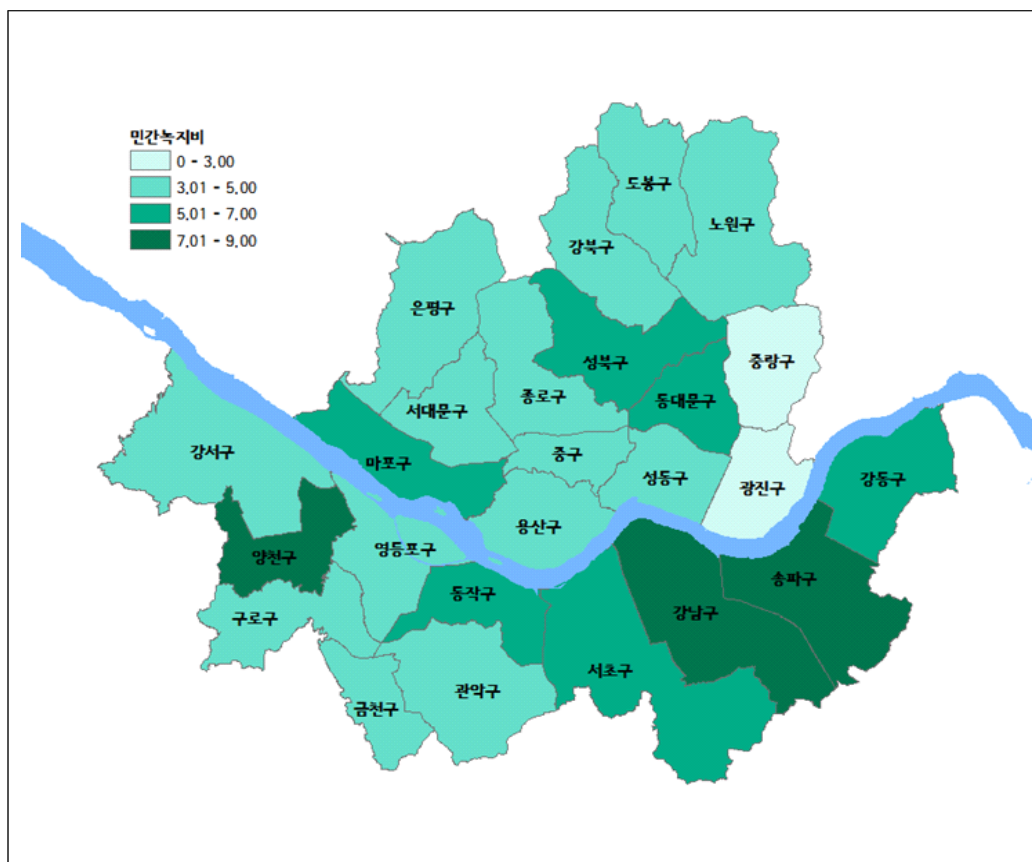 민간녹지비
0 - 3.00
3.01 - 5.00
5.01 - 7.00
7.01 - 9.00
도봉구
노원구
강북구
은평구
성북구
중랑구
종로구
동대문구
서대문구
강서구
마포구
중구
성동구
광진구
강동구
용산구
영등포구
양천구
송파구
동작구
강남구
구로구
서초구
관악구
금천구